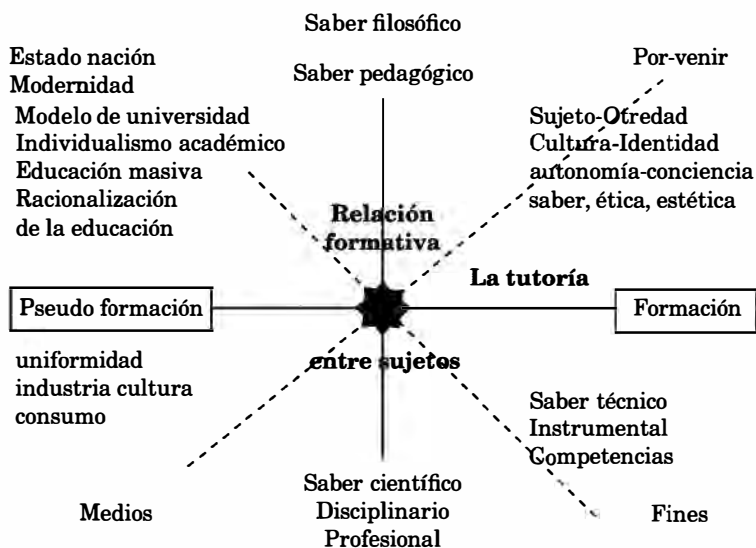 Saber filosófico
Estado nación
Modernidad
Saber pedagógico
Por-venir
Modelo de universidad
Individualismo académico
Educación masiva
Racionalización
de la educación
Sujeto-Otredad
Cultura-Identidad
autonomía-conciencia
saber, ética, estética
Relación
formativa
La tutoría
Pseudo formación
Formación
uniformidad
industria cultura
consumo
entre sujetos
Saber técnico
Instrumental
Competencias
Saber científico
Disciplinario
Profesional
Medios
Fines